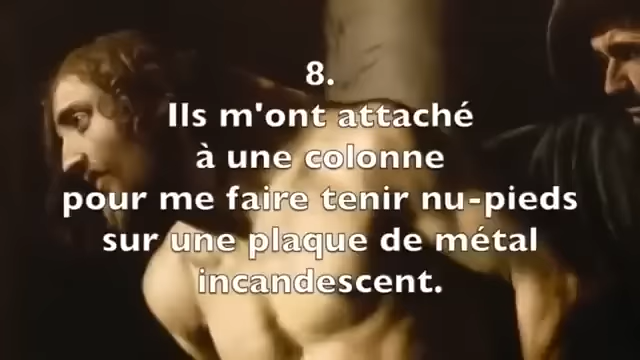 8.
Ils m'ont attaché
à une colonne
pour me faire tenir nu-pieds
sur une plaque de métal
incandescent.